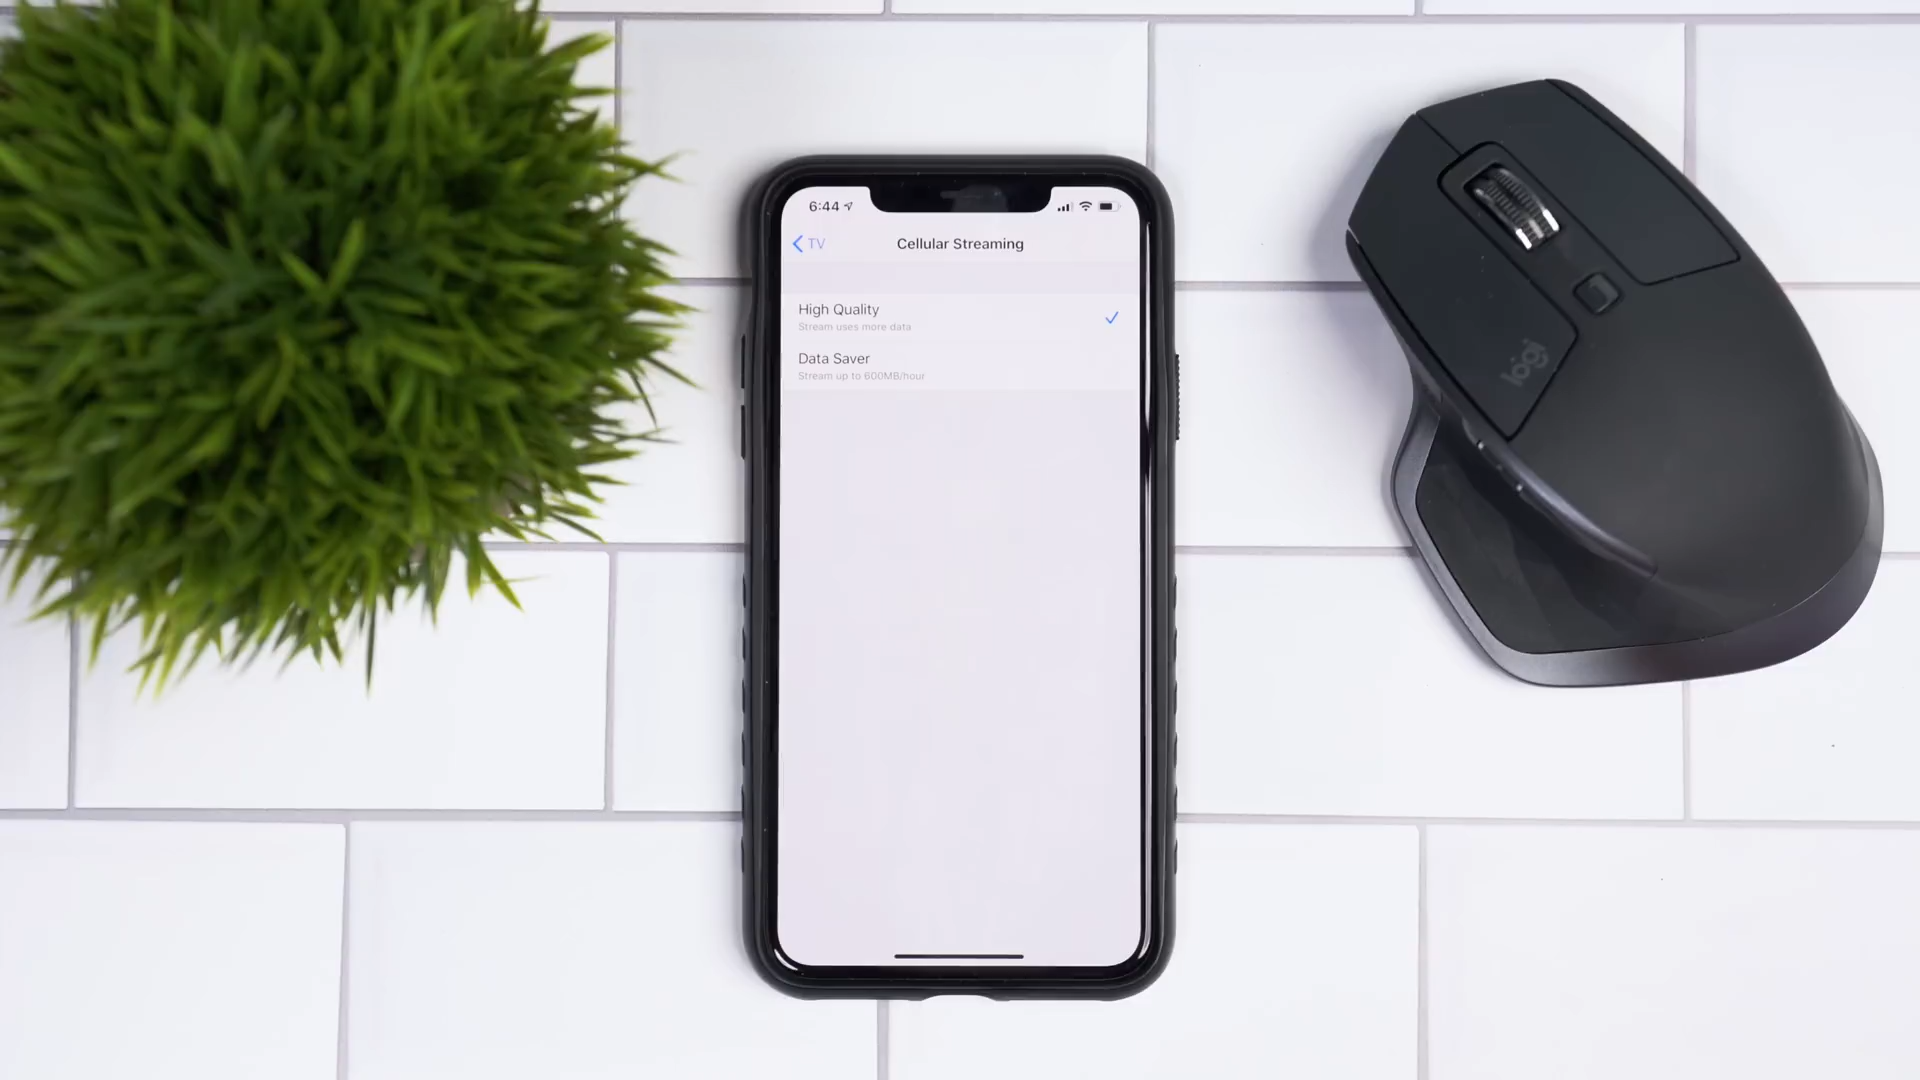 6:44
TV
Cellular Streaming
High Quality
Stream uses more data
Data Saver
Stream up to 600MB/hour
logi